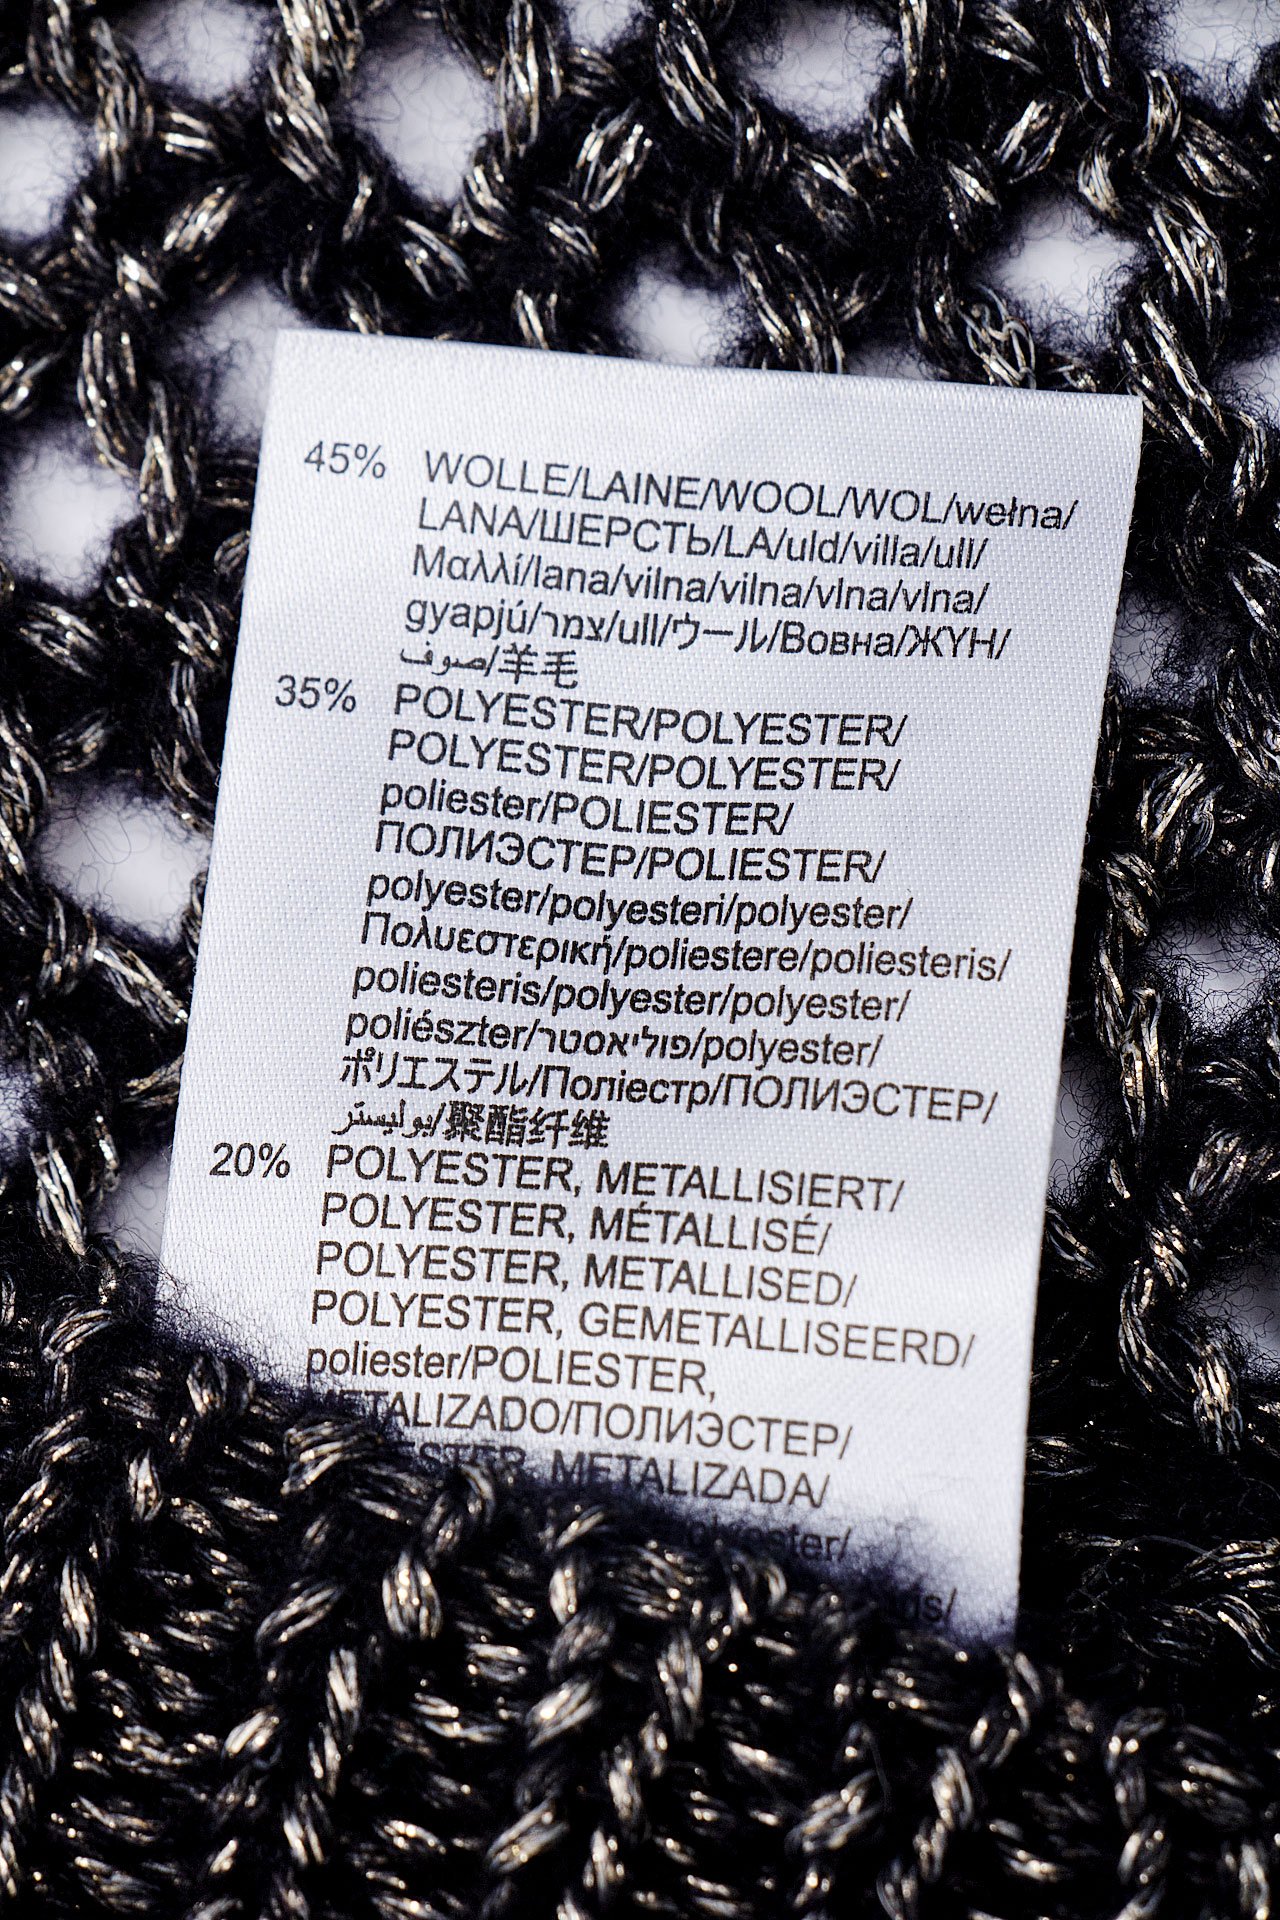 45% WOLLE/LAINE/WOOL/WOL/wełna/
LANA/ШЕРСТЬ/LA/uld/villa/ull/
Μαλλί/lana/vilna/vilna/vlna/vlna/
gyapjú/צמר/ull/ウール/Вовна/ЖҮН/
صوف/羊毛
35% POLYESTER/POLYESTER/
POLYESTER/POLYESTER/
poliester/POLIESTER/
ПОЛИЭСТЕР/POLIESTER/
polyester/polyesteri/polyester/
Πολυεστερική/poliestere/poliesteris/
poliesteris/polyester/polyester/
poliészter/פוליאסטר/polyester/
ポリエステル/Поліестр/ПОЛИЭСТЕР/
بوليستر/聚酯纤维
20% POLYESTER, METALLISIERT/
POLYESTER, MÉTALLISÉ/
POLYESTER, METALLISED/
POLYESTER, GEMETALLISEERD/
poliester/POLIESTER,
METALIZADO/ПОЛИЭСТЕР/
METALIZADA/
polyester/